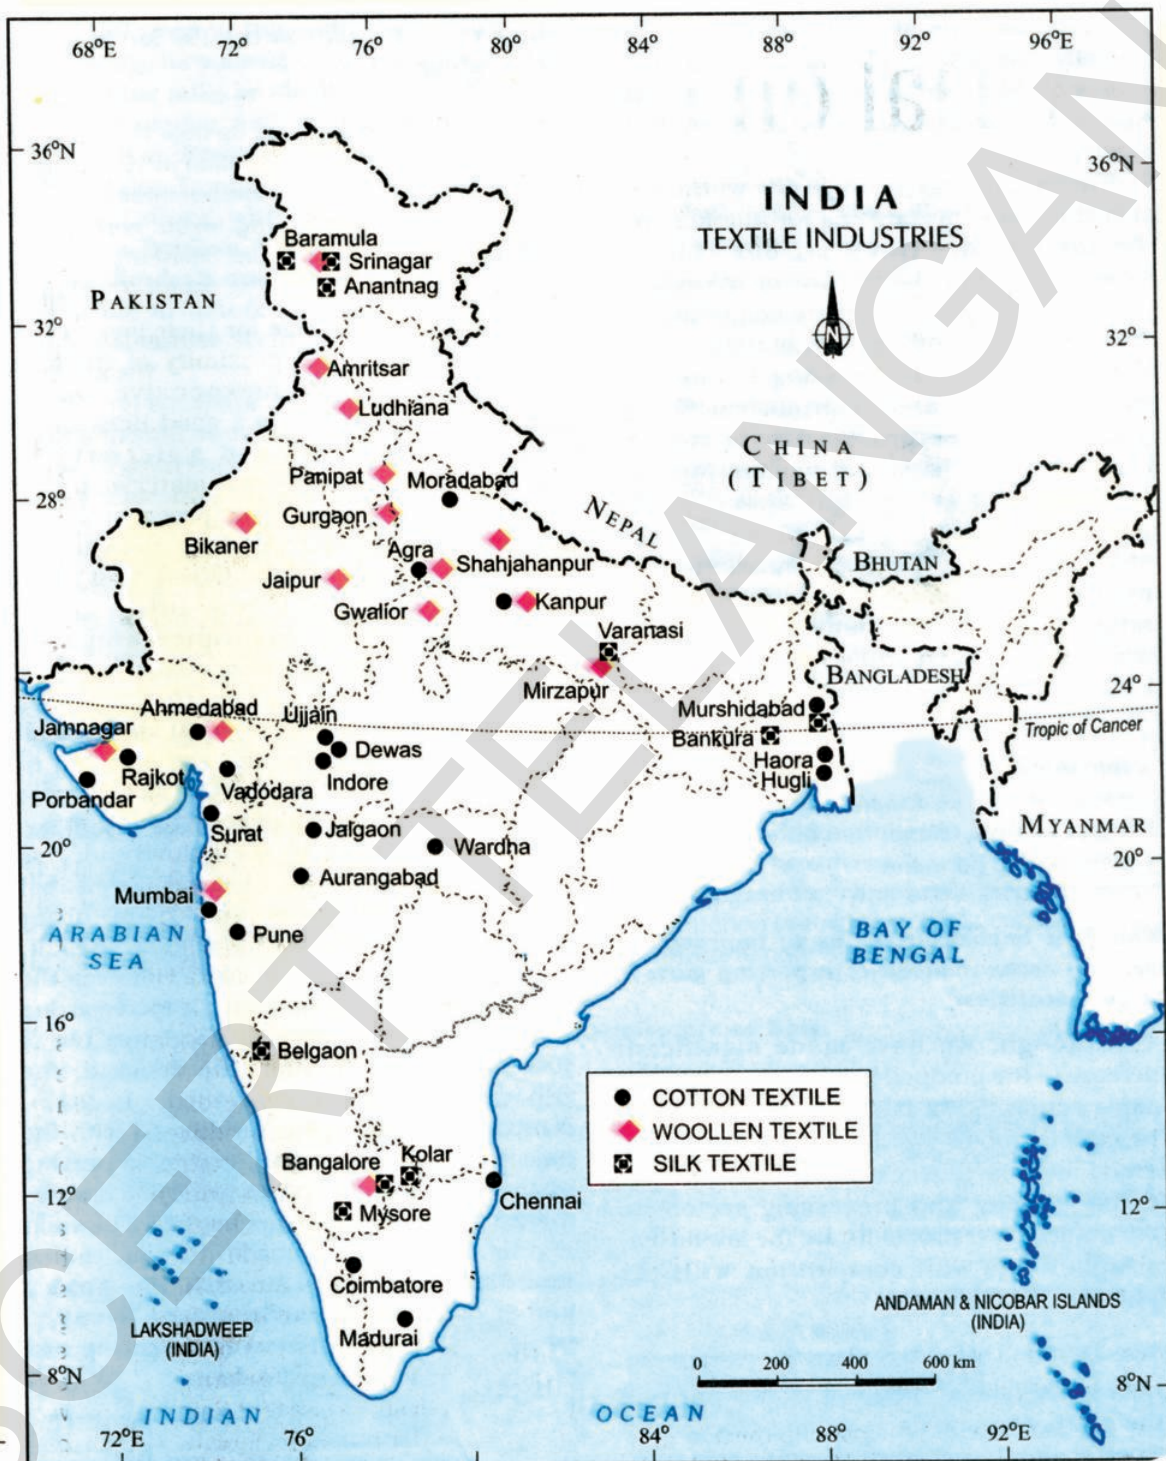 68°E 72° 76° 80° 84° 88° 92° 96°E
36°N 36°N
INDIA
TEXTILE INDUSTRIES
Baramula
Srinagar
Anantnag
PAKISTAN
N
32° 32°
Amritsar
Ludhiana
CHINA
(TIBET)
Panipat
Moradabad
28° 28°
Gurgaon
NEPAL
Bikaner
Agra
Shahjahanpur
BHUTAN
Jaipur
Gwalior
Kanpur
Varanasi
BANGLADESH
Mirzapur
24°
Ahmedabad
Ujjain
Murshidabad
Jamnagar
Tropic of Cancer
Bankura
Dewas
Haora
Rajkot
Indore
Hugli
Vadodara
Porbandar
Surat
Jalgaon
MYANMAR
20° 20°
Wardha
Aurangabad
Mumbai
Pune
ARABIAN
SEA
BAY OF
BENGAL
16° 16°
Belgaon
COTTON TEXTILE
WOOLLEN TEXTILE
SILK TEXTILE
Kolar
Bangalore
12° 12°
Chennai
Mysore
Coimbatore
ANDAMAN & NICOBAR ISLANDS
(INDIA)
LAKSHADWEEP
(INDIA)
Madurai
0 200 400 600 km
8°N 8°N
INDIAN OCEAN
72°E 76° 84° 88° 92°E
SCERT TELANGAN